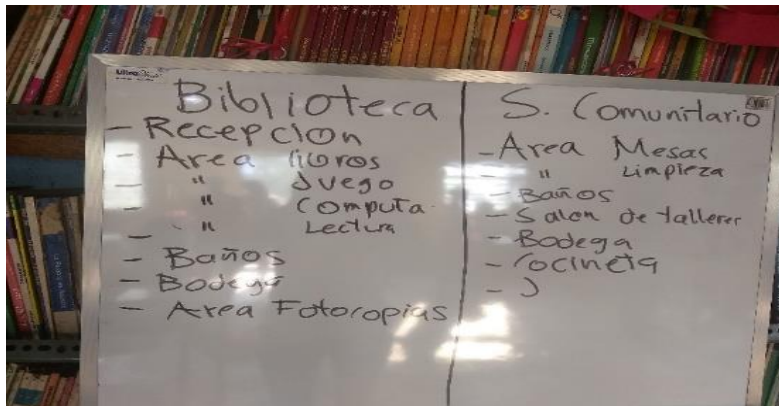 Biblioteca
- Recepcion
- Area libros
- " Juego
- " Computa.
- " Lectura
- Baños
- Bodega
- Area Fotocopias
S. Comunitario
- Area Mesas
- " Limpieza
- Baños
- Salon de talleres
- Bodega
- Cocineta
-